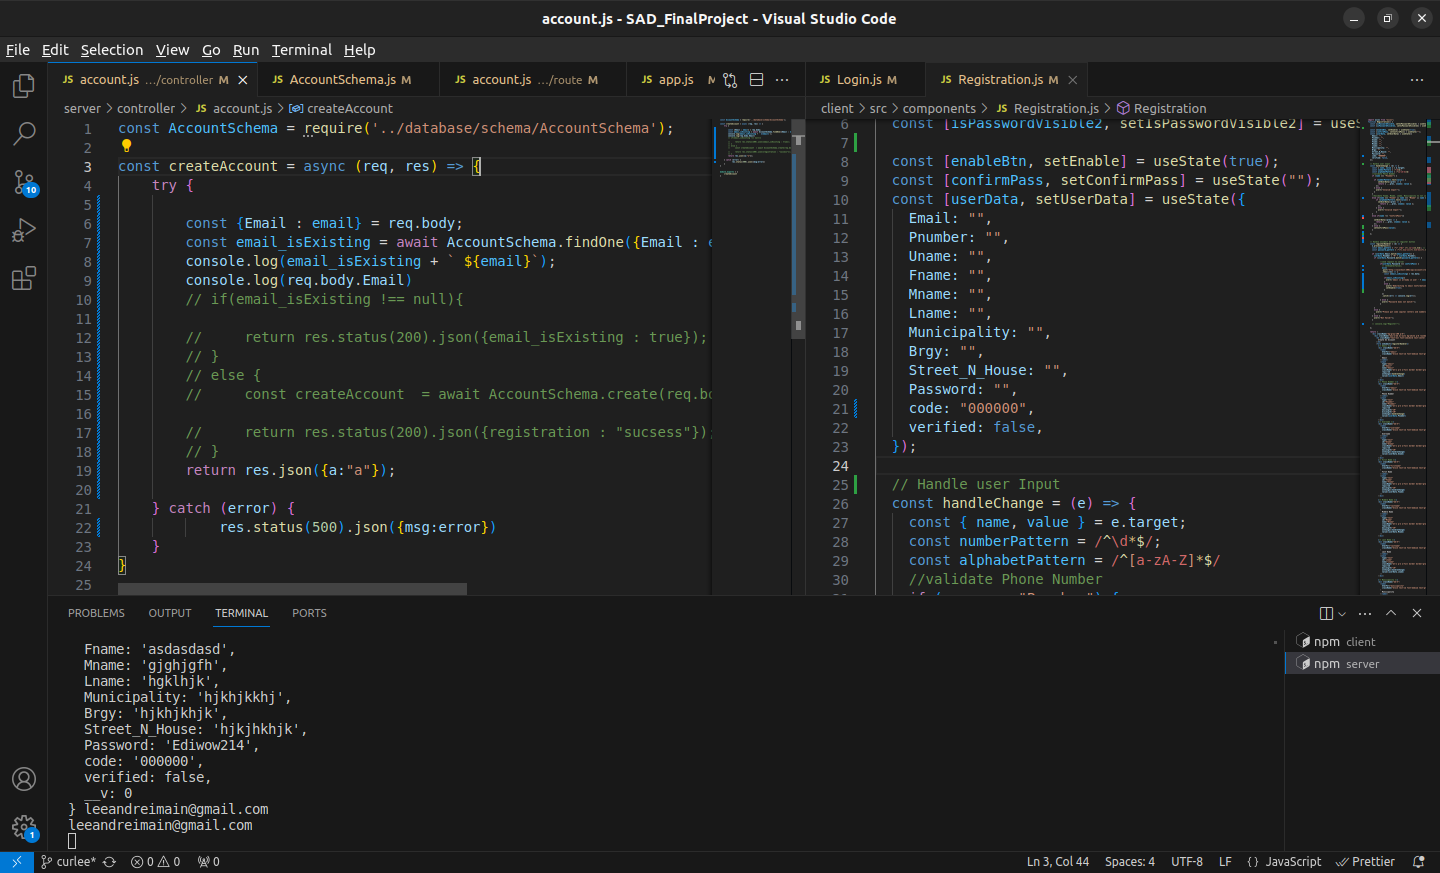 account.js - SAD_FinalProject - Visual Studio Code
File Edit Selection View Go Run Terminal Help
JS account.js .../controller M
JS AccountSchema.js M
JS account.js .../route M
JS app.js M
JS Login.js M
JS Registration.js M
server > controller > JS account.js > createAccount
client > src > components > JS Registration.js > Registration
1 const AccountSchema = require('../database/schema/AccountSchema');
2
3 const createAccount = async (req, res) => {
4 try {
5
6 const {Email : email} = req.body;
7 const email_isExisting = await AccountSchema.findOne({Email : e
8 console.log(email_isExisting + ` ${email}`);
9 console.log(req.body.Email)
10 // if(email_isExisting !== null){
11
12 //     return res.status(200).json({email_isExisting : true});
13 // }
14 // else {
15 //     const createAccount  = await AccountSchema.create(req.bo
16
17 //     return res.status(200).json({registration : "sucsess"});
18 // }
19 return res.json({a:"a"});
20
21 } catch (error) {
22 res.status(500).json({msg:error})
23 }
24 }
25
6 const [isPasswordVisible2, setIsPasswordVisible2] = uses
7
8 const [enableBtn, setEnable] = useState(true);
9 const [confirmPass, setConfirmPass] = useState("");
10 const [userData, setUserData] = useState({
11 Email: "",
12 Pnumber: "",
13 Uname: "",
14 Fname: "",
15 Mname: "",
16 Lname: "",
17 Municipality: "",
18 Brgy: "",
19 Street_N_House: "",
20 Password: "",
21 code: "000000",
22 verified: false,
23 });
24
25 // Handle user Input
26 const handleChange = (e) => {
27 const { name, value } = e.target;
28 const numberPattern = /^\d*$/;
29 const alphabetPattern = /^[a-zA-Z]*$/
30 //validate Phone Number
10
1
PROBLEMS OUTPUT TERMINAL PORTS
Fname: 'asdasdasd',
Mname: 'gjghjgfh',
Lname: 'hgklhjk',
Municipality: 'hjkhjkkhj',
Brgy: 'hjkhjkhjk',
Street_N_House: 'hjkjhkhjk',
Password: 'Ediwow214',
code: '000000',
verified: false,
__v: 0
} leeandreimain@gmail.com
leeandreimain@gmail.com
npm client
npm server
curlee* 0 0 0
Ln 3, Col 44 Spaces: 4 UTF-8 LF {} JavaScript Prettier